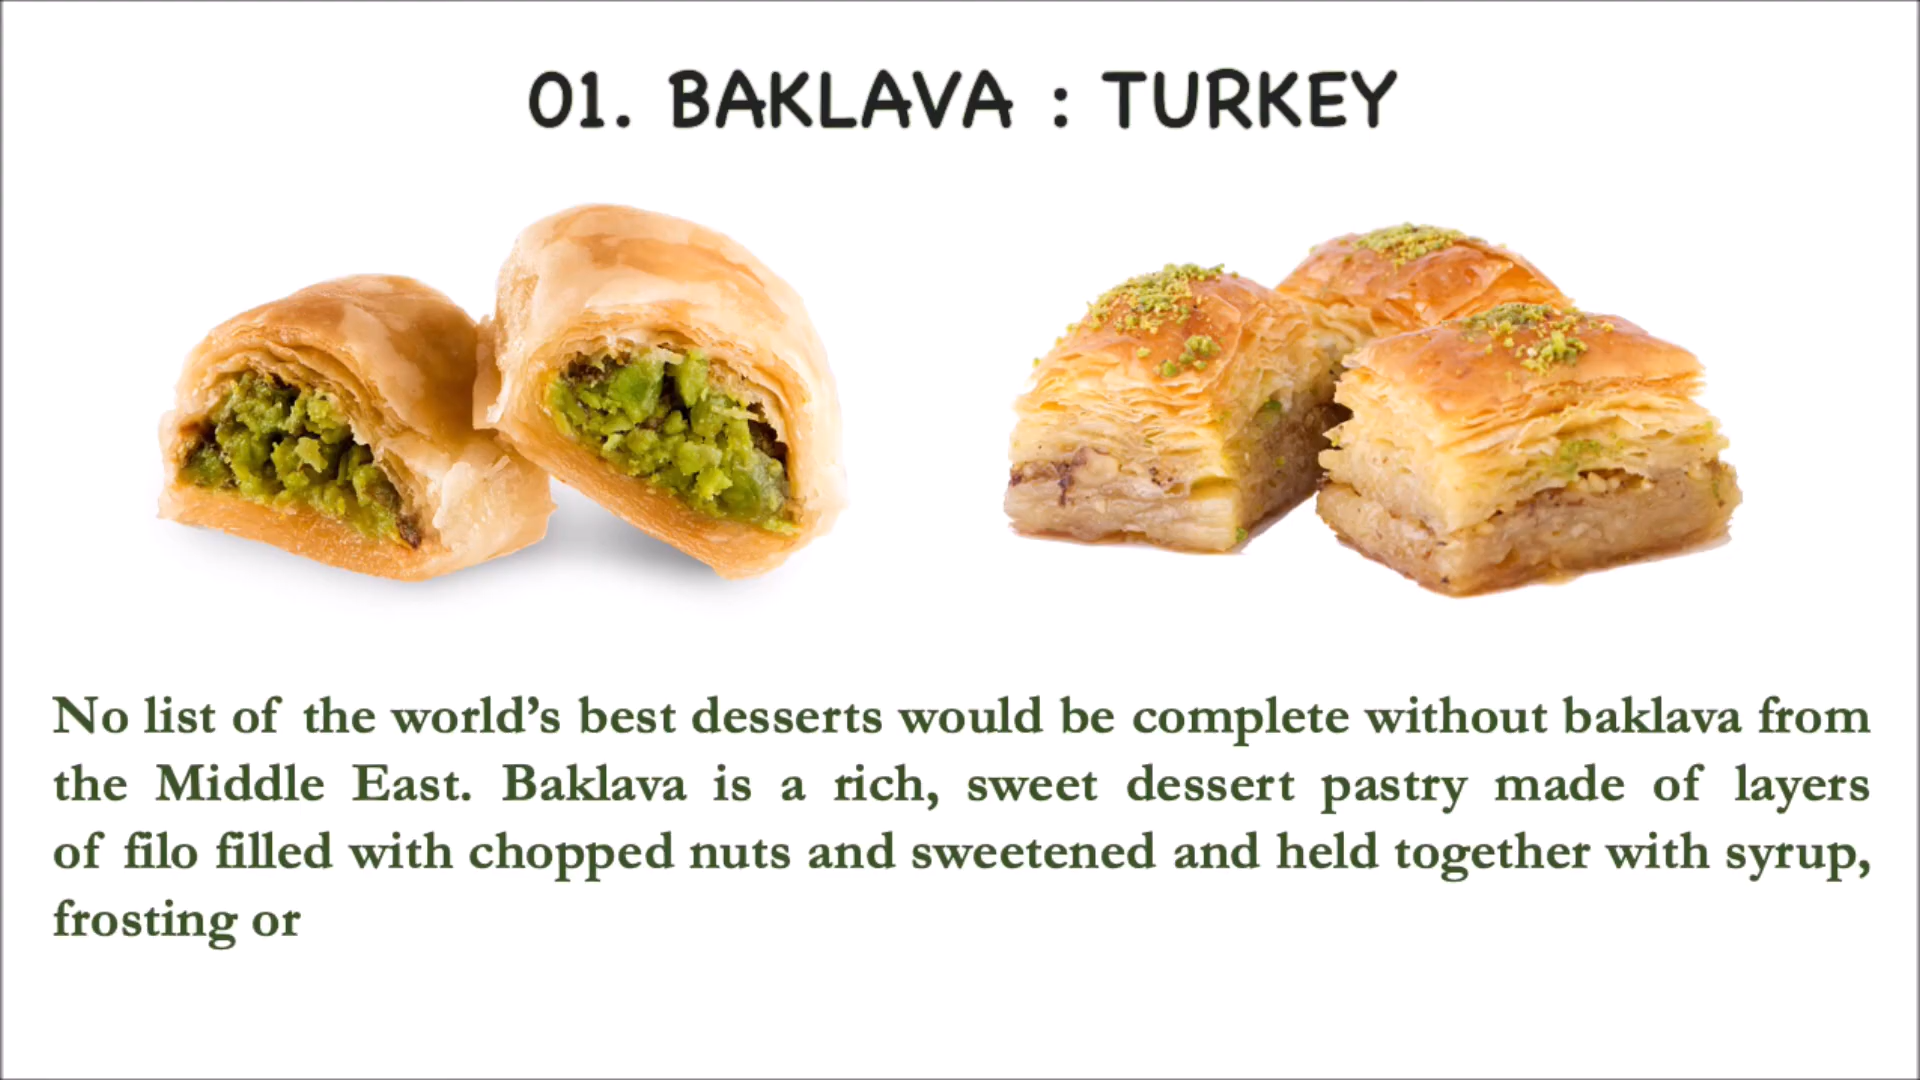 01. BAKLAVA : TURKEY
No list of the world’s best desserts would be complete without baklava from
the Middle East. Baklava is a rich, sweet dessert pastry made of layers
of filo filled with chopped nuts and sweetened and held together with syrup,
frosting or